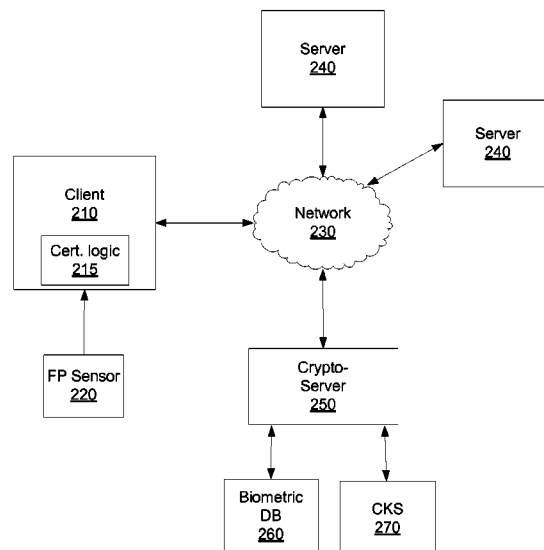 Server
240
Server
240
Client
210
Cert. logic
215
Network
230
FP Sensor
220
Crypto-
Server
250
Biometric
DB
260
CKS
270